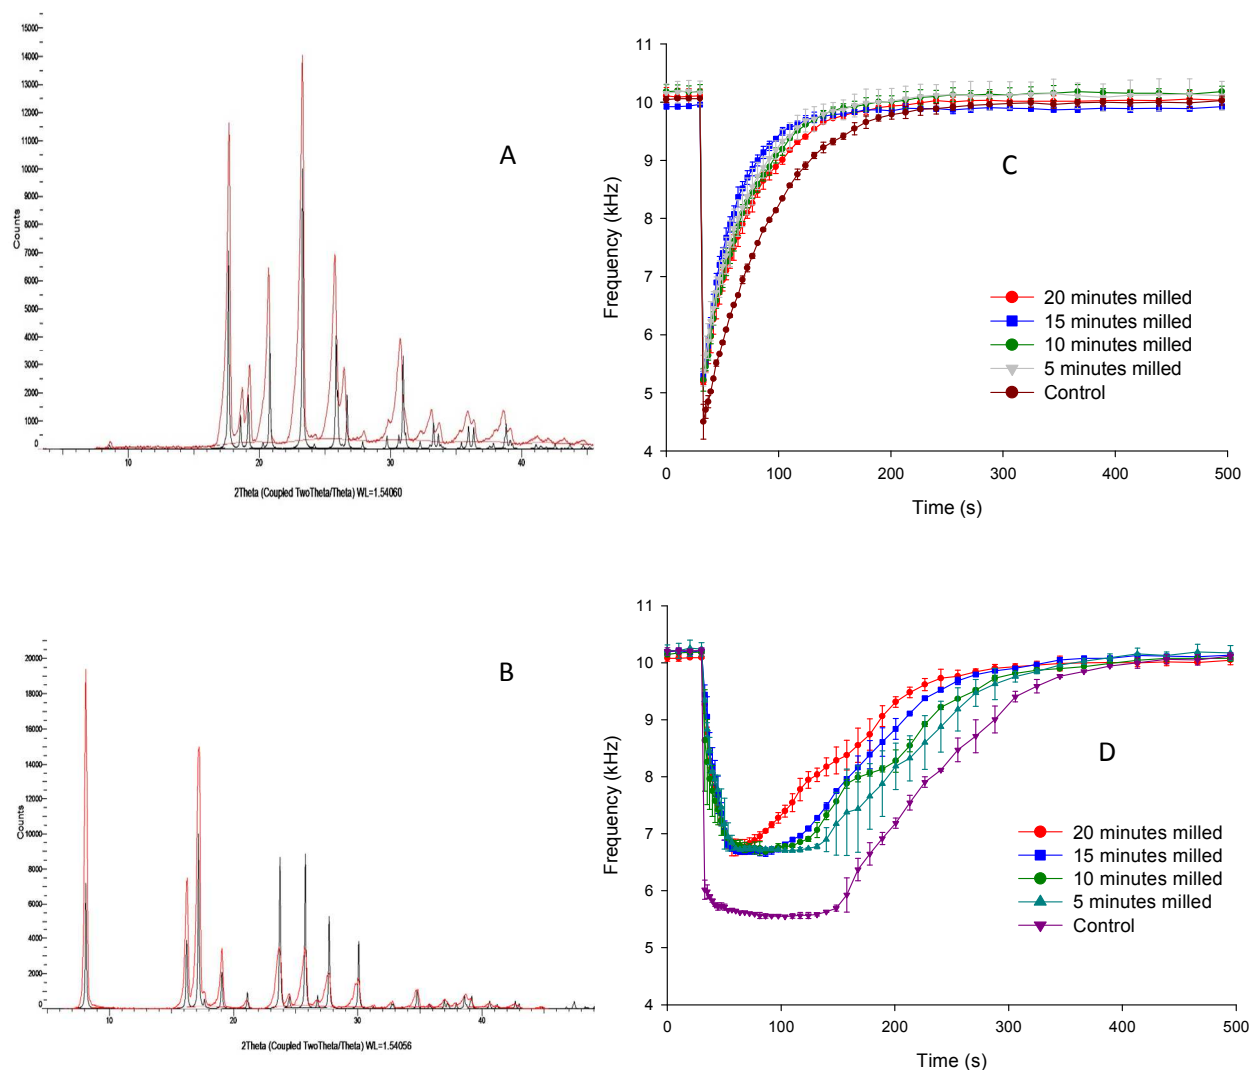 15000
14000
13000
12000
11000
10000
9000
8000
7000
6000
5000
4000
3000
2000
1000
0
Counts
10
20
30
40
2Theta (Coupled TwoTheta/Theta) WL=1.54060
A
11
10
9
8
7
6
5
4
Frequency (kHz)
0
100
200
300
400
500
Time (s)
C
20 minutes milled
15 minutes milled
10 minutes milled
5 minutes milled
Control
20000
18000
16000
14000
12000
10000
8000
6000
4000
2000
0
Counts
10
20
30
40
2Theta (Coupled TwoTheta/Theta) WL=1.54056
B
11
10
9
8
7
6
5
4
Frequency (kHz)
0
100
200
300
400
500
Time (s)
D
20 minutes milled
15 minutes milled
10 minutes milled
5 minutes milled
Control